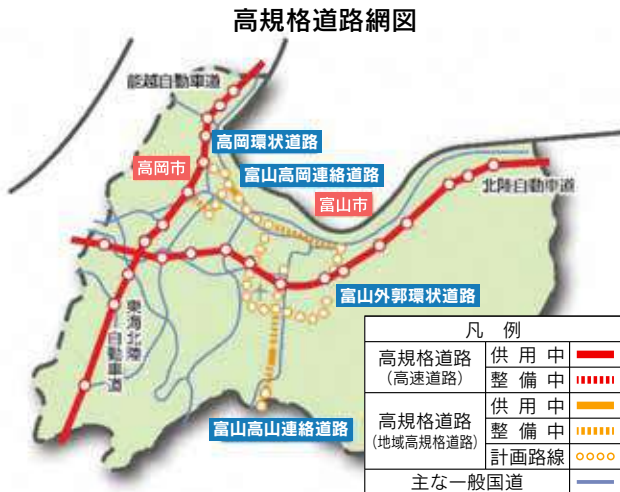 高規格道路網図
能越自動車道
高岡環状道路
高岡市
富山高岡連絡道路
富山市
北陸自動車道
富山外郭環状道路
東海北陸
自動車道
富山高山連絡道路
凡 例
高規格道路
(高速道路)
供 用 中
整 備 中
高規格道路
(地域高規格道路)
供 用 中
整 備 中
計画路線
主な一般国道